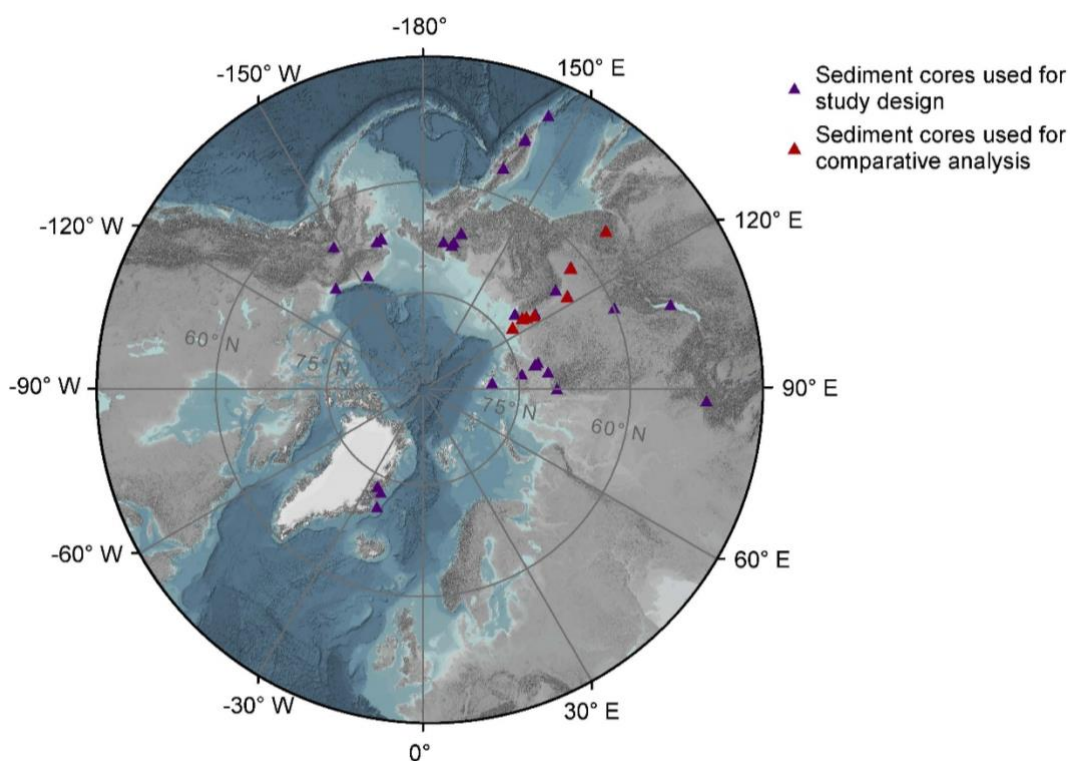 -180°
-150° W
150° E
Sediment cores used for
study design
Sediment cores used for
comparative analysis
-120° W
120° E
60° N
75° N
-90° W
90° E
75° N
60° N
-60° W
60° E
-30° W
30° E
0°